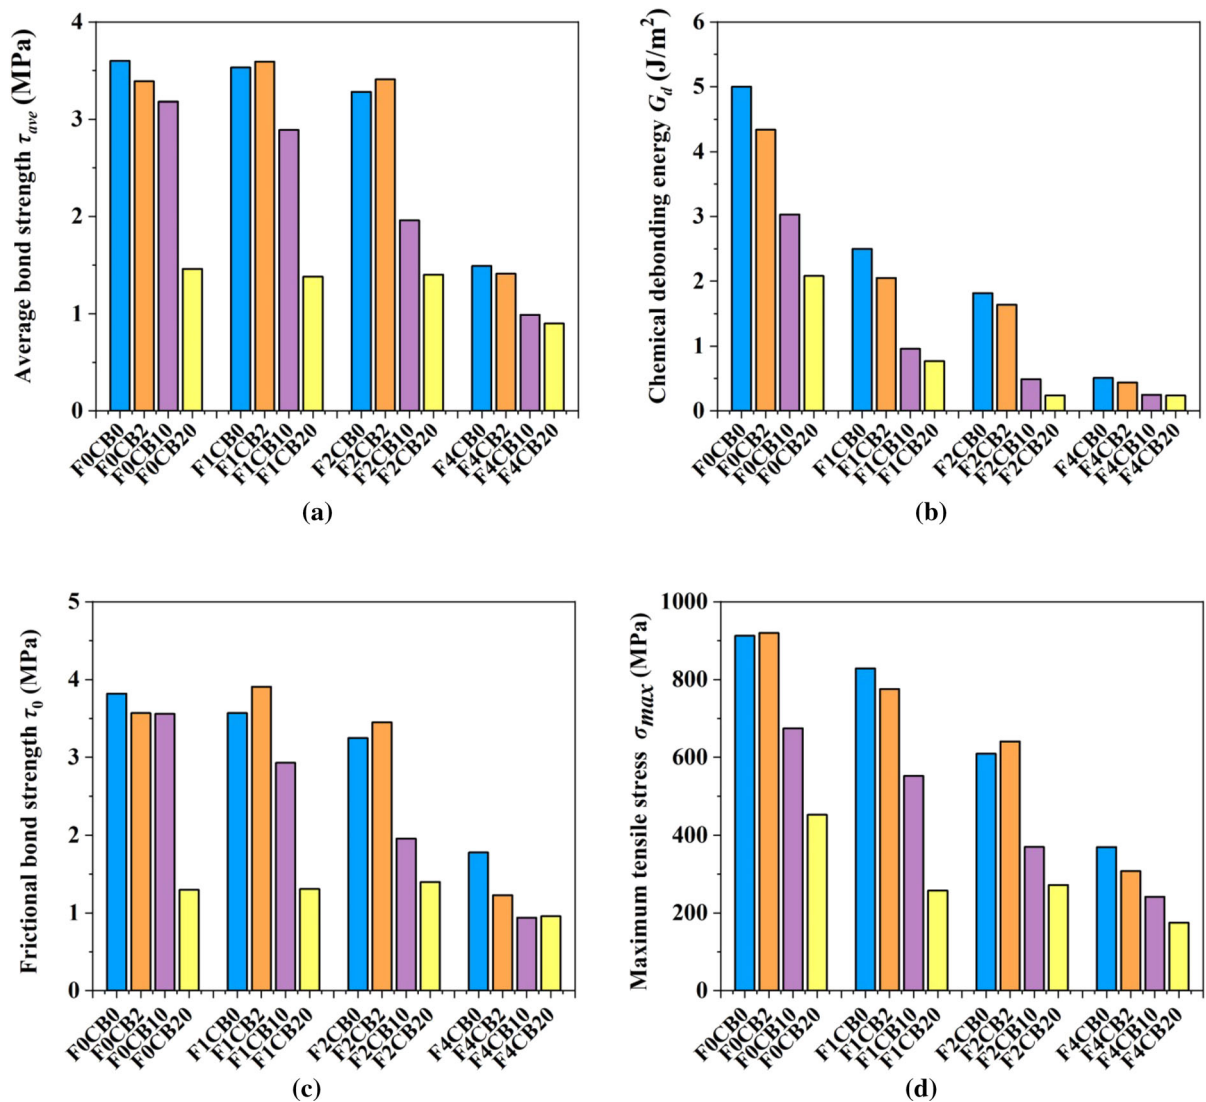 Average bond strength τave (MPa)
4
3
2
1
0
F0CB0
F0CB2
F0CB10
F0CB20
F1CB0
F1CB2
F1CB10
F1CB20
F2CB0
F2CB2
F2CB10
F2CB20
F4CB0
F4CB2
F4CB10
F4CB20
(a)
Chemical debonding energy Gd (J/m²)
6
5
4
3
2
1
0
F0CB0
F0CB2
F0CB10
F0CB20
F1CB0
F1CB2
F1CB10
F1CB20
F2CB0
F2CB2
F2CB10
F2CB20
F4CB0
F4CB2
F4CB10
F4CB20
(b)
Frictional bond strength τ0 (MPa)
5
4
3
2
1
0
F0CB0
F0CB2
F0CB10
F0CB20
F1CB0
F1CB2
F1CB10
F1CB20
F2CB0
F2CB2
F2CB10
F2CB20
F4CB0
F4CB2
F4CB10
F4CB20
(c)
Maximum tensile stress σmax (MPa)
1000
800
600
400
200
0
F0CB0
F0CB2
F0CB10
F0CB20
F1CB0
F1CB2
F1CB10
F1CB20
F2CB0
F2CB2
F2CB10
F2CB20
F4CB0
F4CB2
F4CB10
F4CB20
(d)